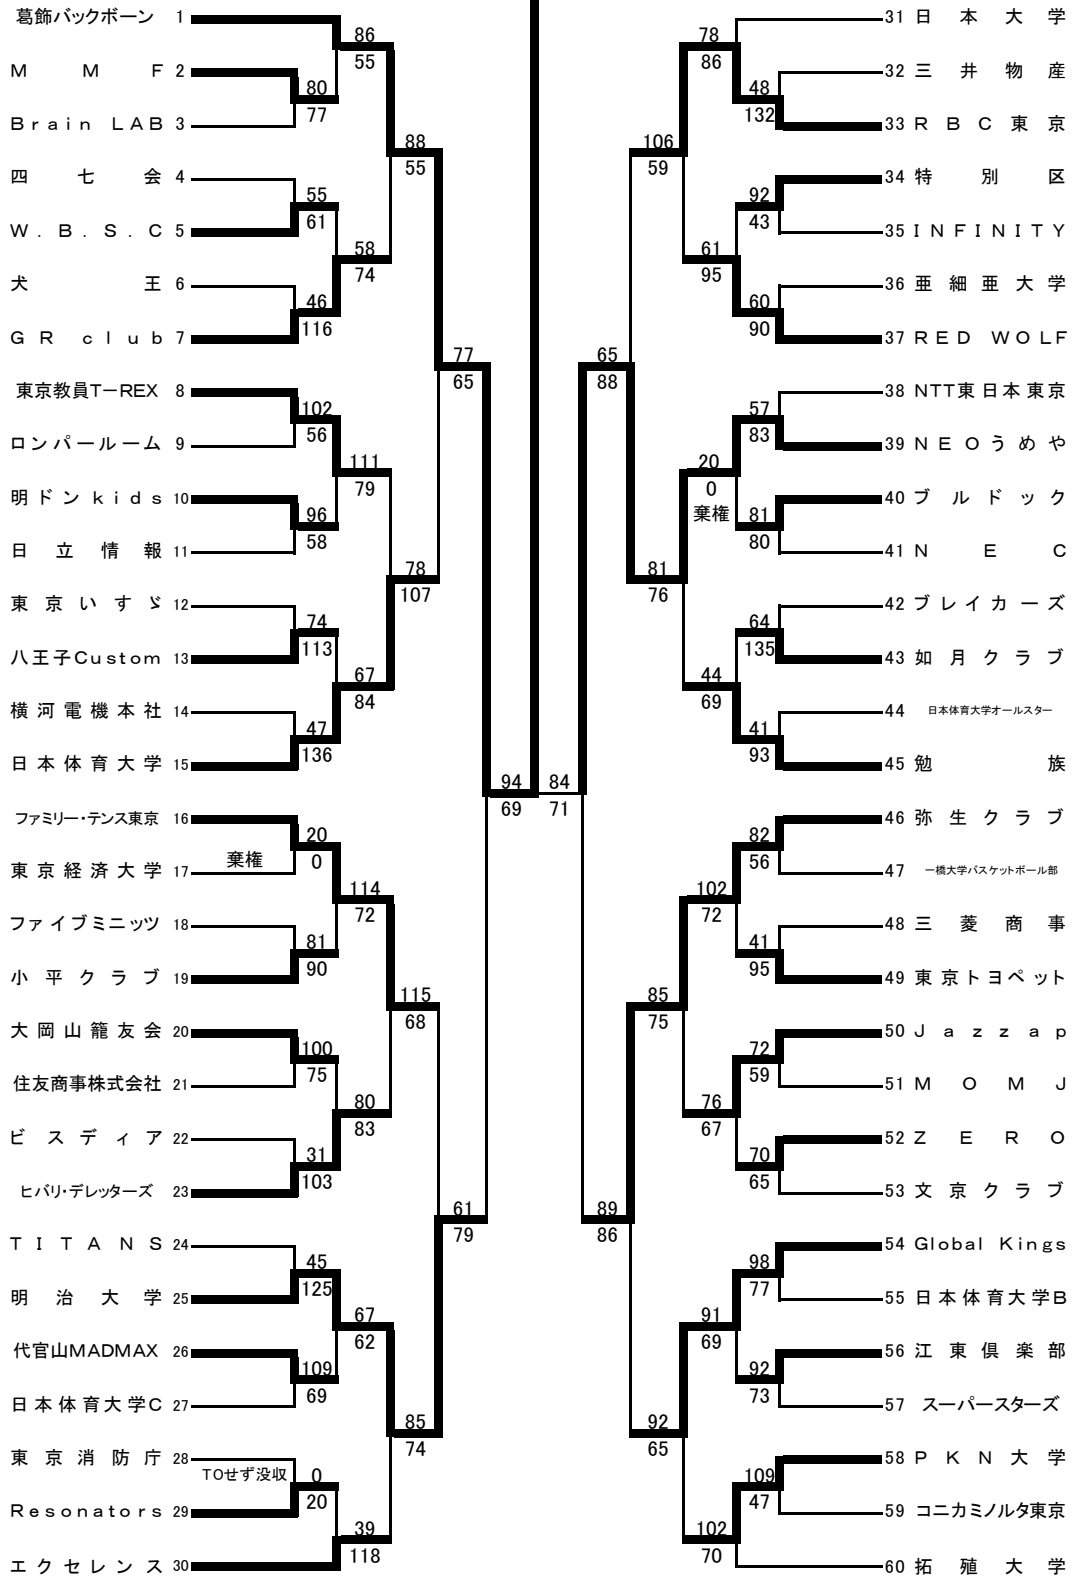 葛飾バックボーン 1
86
55
M M F 2
80
77
Brain LAB 3
88
55
四七会 4
55
61
W.B.S.C 5
58
74
犬王 6
46
116
GR club 7
77
65
東京教員T-REX 8
102
56
ロンパールーム 9
111
79
明ドンkids 10
96
58
日立情報 11
78
107
東京いすゞ 12
74
113
八王子Custom 13
67
84
横河電機本社 14
47
136
日本体育大学 15
94
69
ファミリー・テンス東京 16
20
0
棄権
東京経済大学 17
114
72
ファイブミニッツ 18
81
90
小平クラブ 19
115
68
大岡山籠友会 20
100
75
住友商事株式会社 21
80
83
ビスディア 22
31
103
ヒバリ・デレッターズ 23
61
79
TITANS 24
45
125
明治大学 25
67
62
代官山MADMAX 26
109
69
日本体育大学C 27
85
74
東京消防庁 28
TOせず没収
0
20
Resonators 29
39
118
エクセレンス 30
31 日本大学
78
86
32 三井物産
48
132
33 RBC東京
106
59
34 特別区
92
43
35 INFINITY
61
95
36 亜細亜大学
60
90
37 RED WOLF
65
88
38 NTT東日本東京
57
83
39 NEOうめや
20
0
棄権
40 ブルドック
81
80
41 NEC
81
76
42 ブレイカーズ
64
135
43 如月クラブ
44
69
44 日本体育大学オールスター
41
93
45 勉族
84
71
46 弥生クラブ
82
56
47 一橋大学バスケットボール部
102
72
48 三菱商事
41
95
49 東京トヨペット
85
75
50 Jazzap
72
59
51 MOMJ
76
67
52 ZERO
70
65
53 文京クラブ
89
86
54 Global Kings
98
77
55 日本体育大学B
91
69
56 江東倶楽部
92
73
57 スーパースターズ
92
65
58 PKN大学
109
47
59 コニカミノルタ東京
102
70
60 拓殖大学